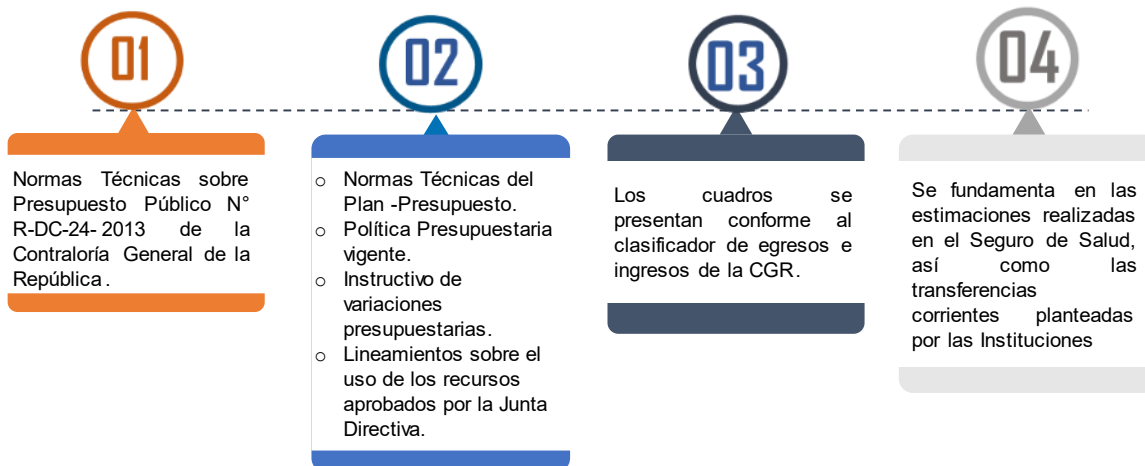 01
Normas Técnicas sobre
Presupuesto Público N°
R-DC-24- 2013 de la
Contraloría General de la
República .
02
o Normas Técnicas del
Plan -Presupuesto.
o Política Presupuestaria
vigente.
o Instructivo de
variaciones
presupuestarias.
o Lineamientos sobre el
uso de los recursos
aprobados por la Junta
Directiva.
03
Los cuadros se
presentan conforme al
clasificador de egresos e
ingresos de la CGR.
04
Se fundamenta en las
estimaciones realizadas
en el Seguro de Salud,
así como las
transferencias
corrientes planteadas
por las Instituciones